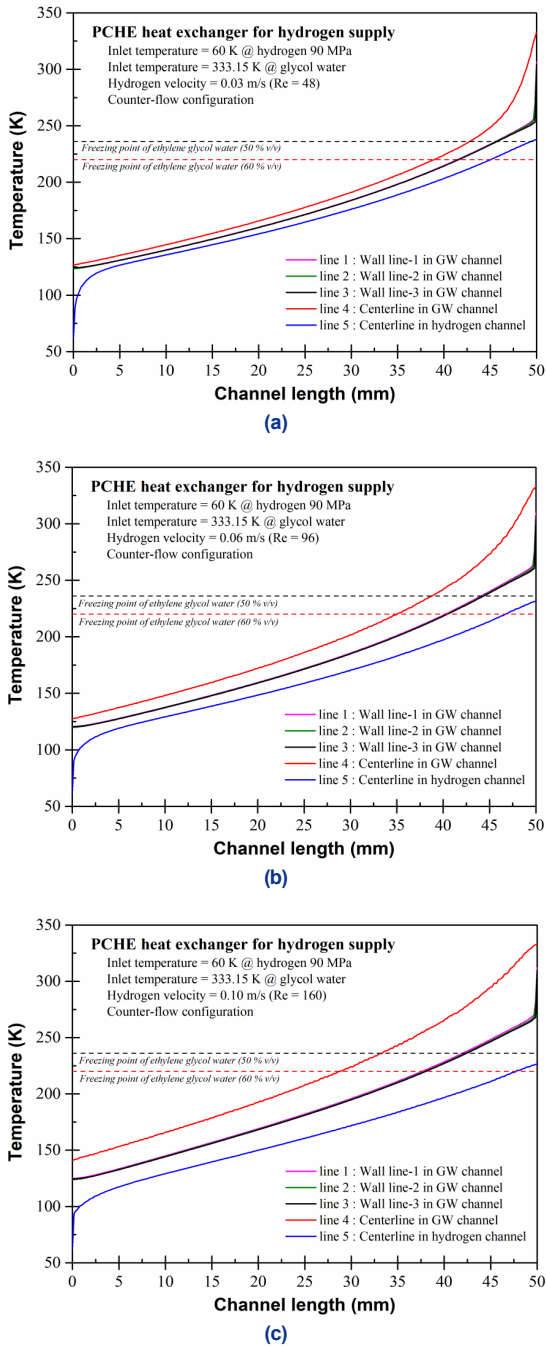 PCHE heat exchanger for hydrogen supply
Inlet temperature = 60 K @ hydrogen 90 MPa
Inlet temperature = 333.15 K @ glycol water
Hydrogen velocity = 0.03 m/s (Re = 48)
Counter-flow configuration
Freezing point of ethylene glycol water (50 % v/v)
Freezing point of ethylene glycol water (60 % v/v)
line 1 : Wall line-1 in GW channel
line 2 : Wall line-2 in GW channel
line 3 : Wall line-3 in GW channel
line 4 : Centerline in GW channel
line 5 : Centerline in hydrogen channel
Temperature (K)
350
300
250
200
150
100
50
0 5 10 15 20 25 30 35 40 45 50
Channel length (mm)
(a)
PCHE heat exchanger for hydrogen supply
Inlet temperature = 60 K @ hydrogen 90 MPa
Inlet temperature = 333.15 K @ glycol water
Hydrogen velocity = 0.06 m/s (Re = 96)
Counter-flow configuration
Freezing point of ethylene glycol water (50 % v/v)
Freezing point of ethylene glycol water (60 % v/v)
line 1 : Wall line-1 in GW channel
line 2 : Wall line-2 in GW channel
line 3 : Wall line-3 in GW channel
line 4 : Centerline in GW channel
line 5 : Centerline in hydrogen channel
Temperature (K)
350
300
250
200
150
100
50
0 5 10 15 20 25 30 35 40 45 50
Channel length (mm)
(b)
PCHE heat exchanger for hydrogen supply
Inlet temperature = 60 K @ hydrogen 90 MPa
Inlet temperature = 333.15 K @ glycol water
Hydrogen velocity = 0.10 m/s (Re = 160)
Counter-flow configuration
Freezing point of ethylene glycol water (50 % v/v)
Freezing point of ethylene glycol water (60 % v/v)
line 1 : Wall line-1 in GW channel
line 2 : Wall line-2 in GW channel
line 3 : Wall line-3 in GW channel
line 4 : Centerline in GW channel
line 5 : Centerline in hydrogen channel
Temperature (K)
350
300
250
200
150
100
50
0 5 10 15 20 25 30 35 40 45 50
Channel length (mm)
(c)